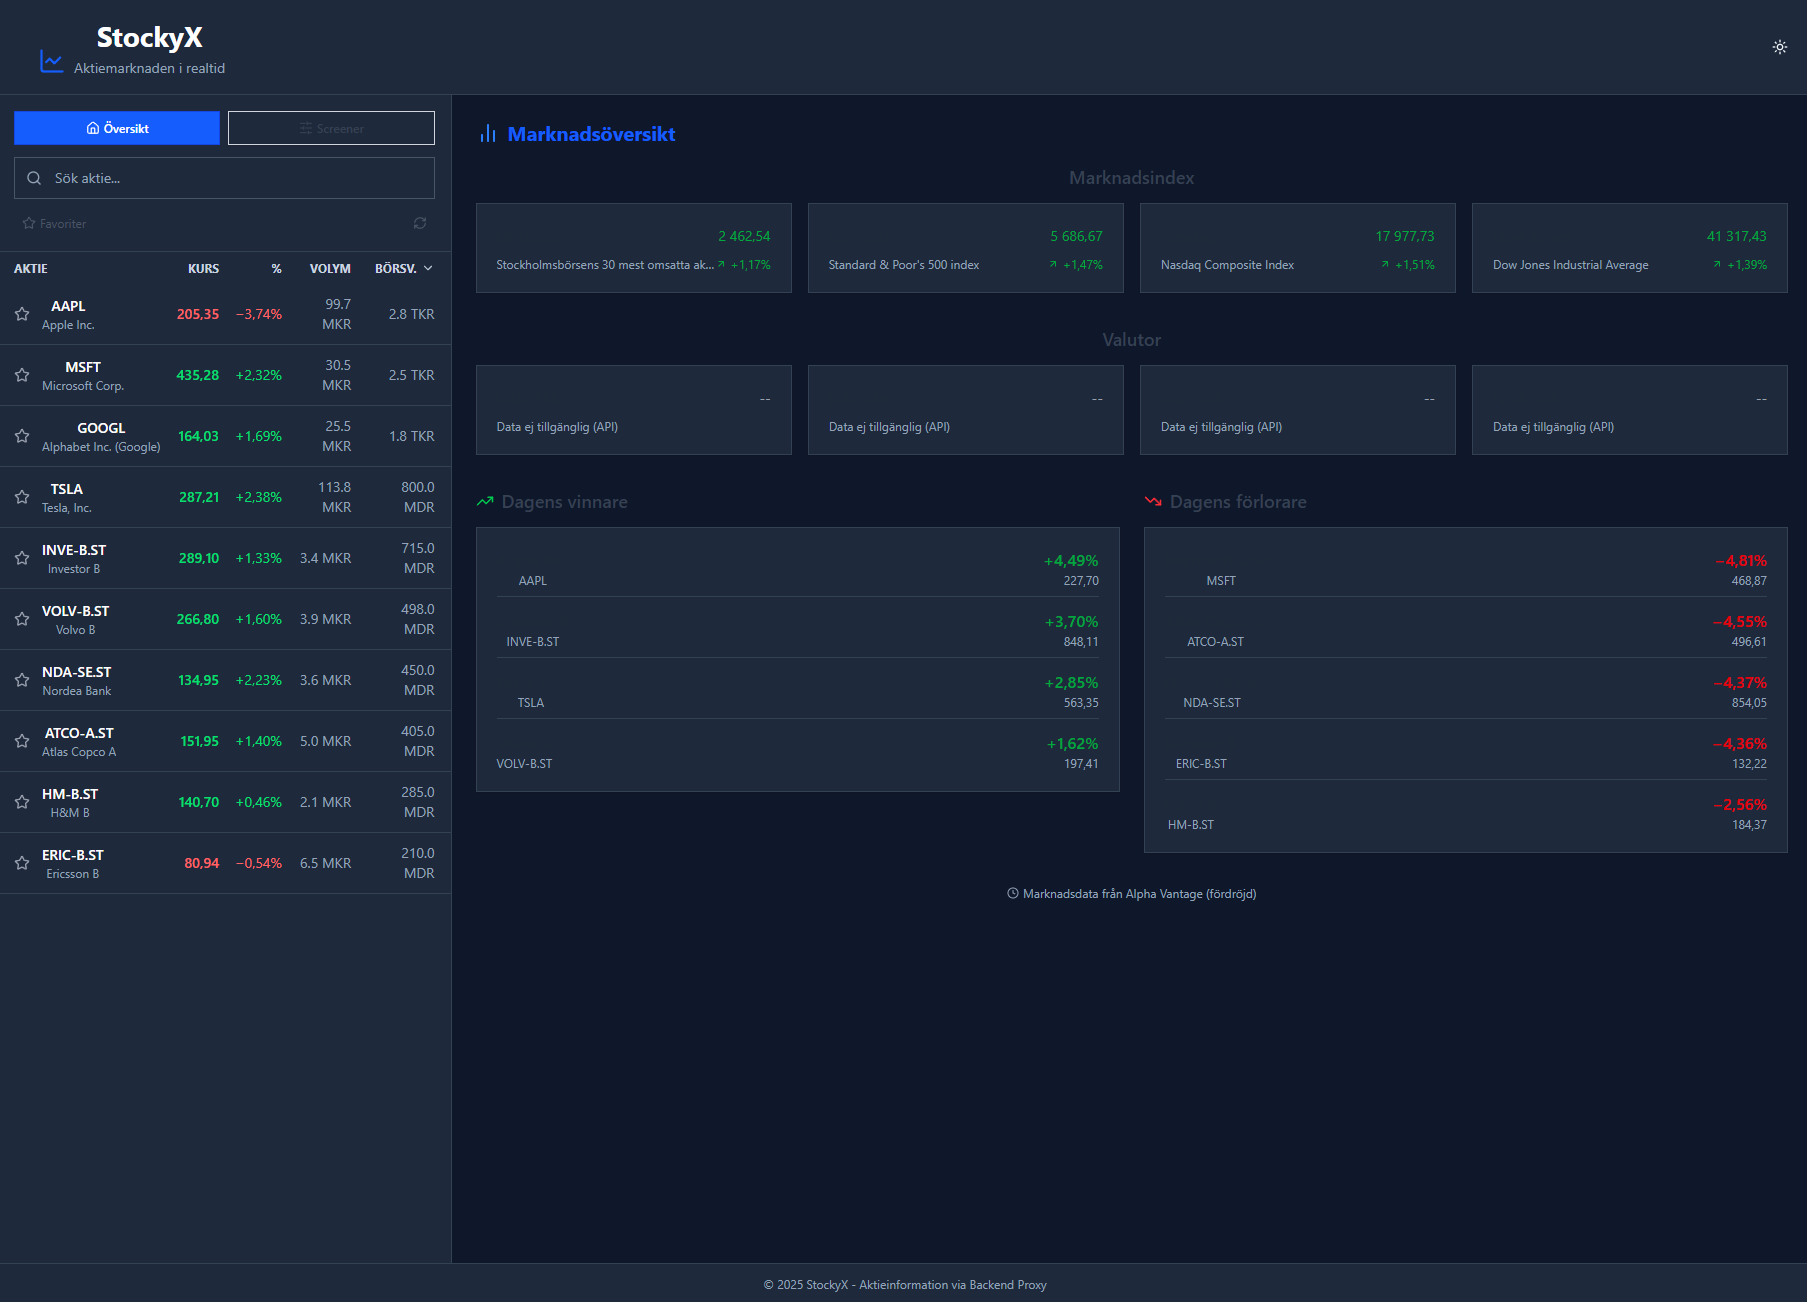 StockyX
Aktiemarknaden i realtid
Översikt
Screener
Sök aktie...
Favoriter
AKTIE KURS % VOLYM BÖRSV.
AAPL
Apple Inc.
205,35 −3,74% 99.7 MKR 2.8 TKR
MSFT
Microsoft Corp.
435,28 +2,32% 30.5 MKR 2.5 TKR
GOOGL
Alphabet Inc. (Google)
164,03 +1,69% 25.5 MKR 1.8 TKR
TSLA
Tesla, Inc.
287,21 +2,38% 113.8 MKR 800.0 MDR
INVE-B.ST
Investor B
289,10 +1,33% 3.4 MKR 715.0 MDR
VOLV-B.ST
Volvo B
266,80 +1,60% 3.9 MKR 498.0 MDR
NDA-SE.ST
Nordea Bank
134,95 +2,23% 3.6 MKR 450.0 MDR
ATCO-A.ST
Atlas Copco A
151,95 +1,40% 5.0 MKR 405.0 MDR
HM-B.ST
H&M B
140,70 +0,46% 2.1 MKR 285.0 MDR
ERIC-B.ST
Ericsson B
80,94 −0,54% 6.5 MKR 210.0 MDR
Marknadsöversikt
Marknadsindex
2 462,54
Stockholmsbörsens 30 mest omsatta ak... +1,17%
5 686,67
Standard & Poor's 500 index +1,47%
17 977,73
Nasdaq Composite Index +1,51%
41 317,43
Dow Jones Industrial Average +1,39%
Valutor
--
Data ej tillgänglig (API)
--
Data ej tillgänglig (API)
--
Data ej tillgänglig (API)
--
Data ej tillgänglig (API)
Dagens vinnare
+4,49%
AAPL 227,70
+3,70%
INVE-B.ST 848,11
+2,85%
TSLA 563,35
+1,62%
VOLV-B.ST 197,41
Dagens förlorare
−4,81%
MSFT 468,87
−4,55%
ATCO-A.ST 496,61
−4,37%
NDA-SE.ST 854,05
−4,36%
ERIC-B.ST 132,22
−2,56%
HM-B.ST 184,37
Marknadsdata från Alpha Vantage (fördröjd)
© 2025 StockyX - Aktieinformation via Backend Proxy